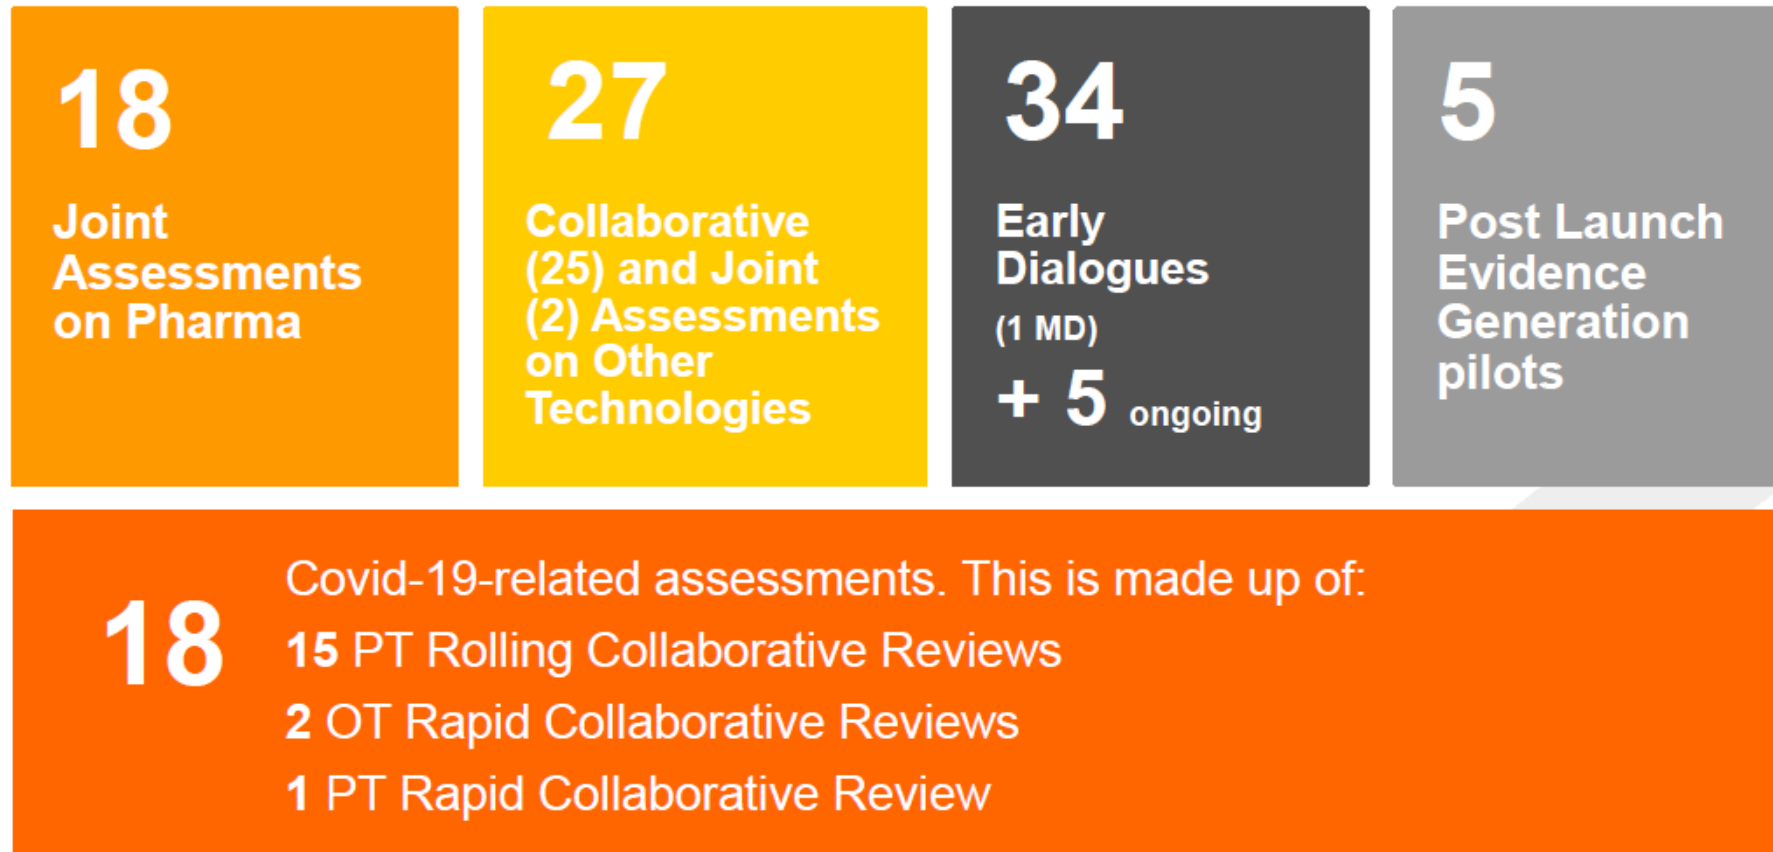 18
Joint
Assessments
on Pharma
27
Collaborative
(25) and Joint
(2) Assessments
on Other
Technologies
34
Early
Dialogues
(1 MD)
+ 5 ongoing
5
Post Launch
Evidence
Generation
pilots
18
Covid-19-related assessments. This is made up of:
15 PT Rolling Collaborative Reviews
2 OT Rapid Collaborative Reviews
1 PT Rapid Collaborative Review